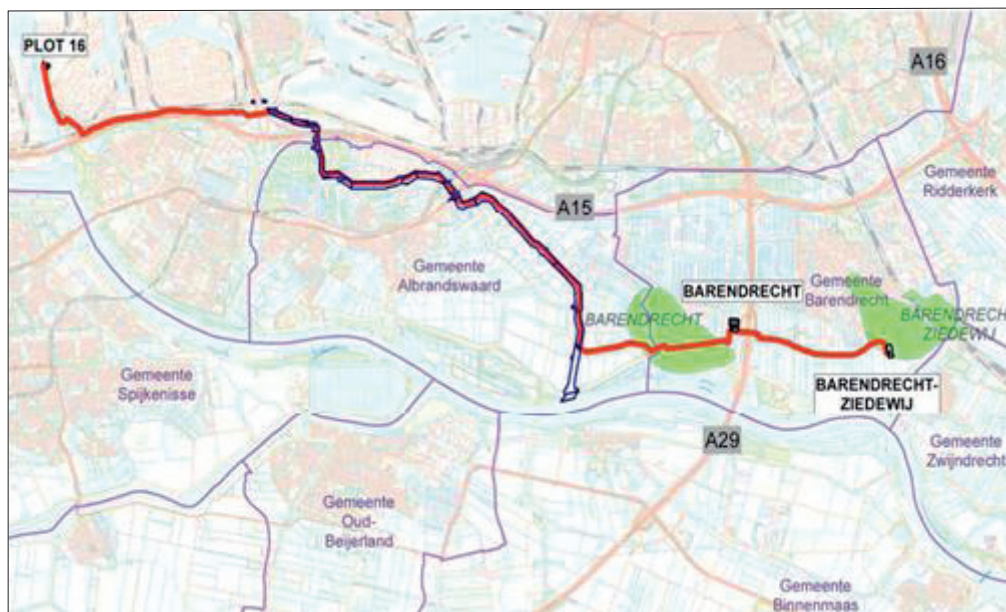 PLOT 16
A16
Gemeente
Ridderkerk
A15
Gemeente
Albrandswaard
BARENDRECHT
Gemeente
Barendrecht
BARENDRECHT
BARENDRECH
ZIEDEWIJ
Gemeente
Spijkenisse
BARENDRECHT-
ZIEDEWIJ
A29
Gemeente
Zwijndrecht
Gemeente
Oud-
Beijerland
Gemeente
Binnenmaas